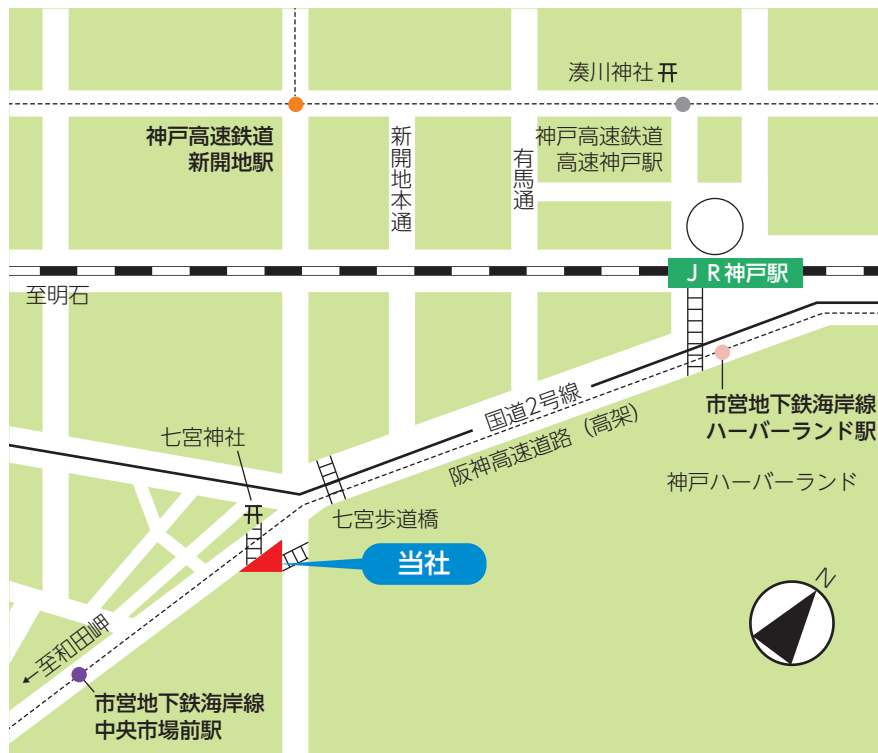 湊川神社
神戸高速鉄道
新開地駅
新開地本通
有馬通
神戸高速鉄道
高速神戸駅
ＪＲ神戸駅
至明石
国道2号線
阪神高速道路（高架）
市営地下鉄海岸線
ハーバーランド駅
神戸ハーバーランド
七宮神社
七宮歩道橋
当社
N
←至和田岬
市営地下鉄海岸線
中央市場前駅